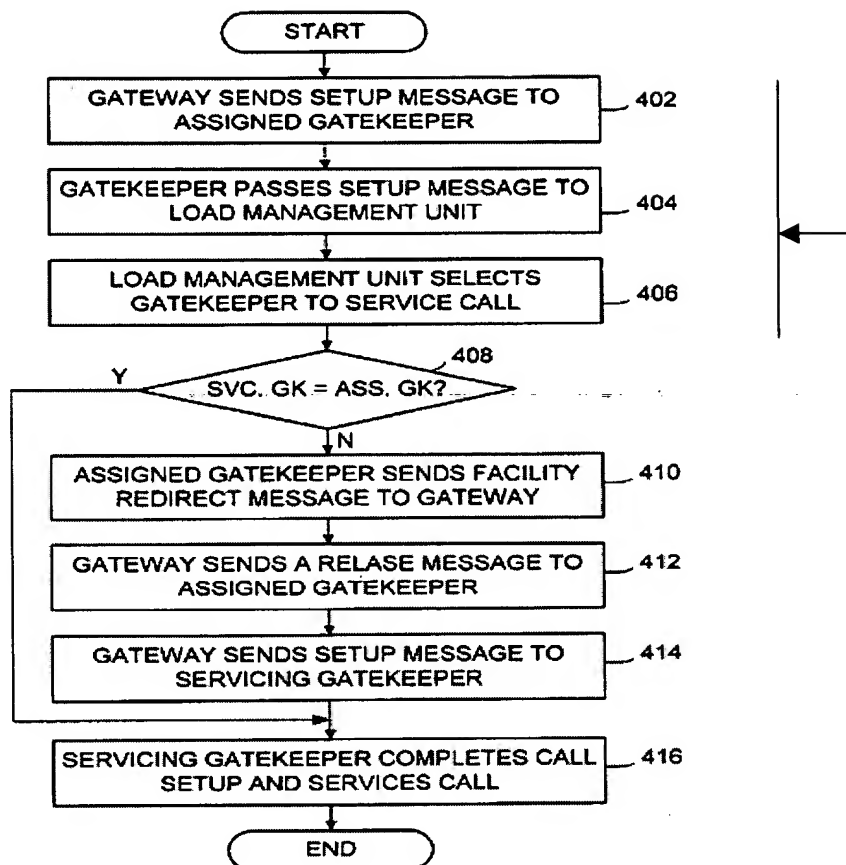 START
GATEWAY SENDS SETUP MESSAGE TO
ASSIGNED GATEKEEPER
402
GATEKEEPER PASSES SETUP MESSAGE TO
LOAD MANAGEMENT UNIT
404
LOAD MANAGEMENT UNIT SELECTS
GATEKEEPER TO SERVICE CALL
406
408
Y
SVC. GK = ASS. GK?
N
ASSIGNED GATEKEEPER SENDS FACILITY
REDIRECT MESSAGE TO GATEWAY
410
GATEWAY SENDS A RELASE MESSAGE TO
ASSIGNED GATEKEEPER
412
GATEWAY SENDS SETUP MESSAGE TO
SERVICING GATEKEEPER
414
SERVICING GATEKEEPER COMPLETES CALL
SETUP AND SERVICES CALL
416
END